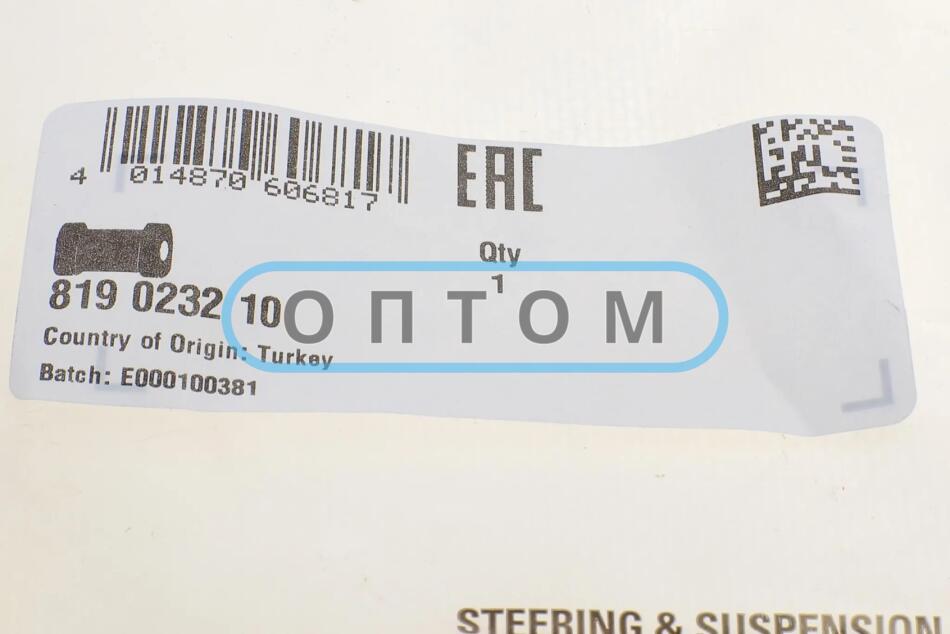 4 014870 606817
EAC
Qty
1
819 0232 10
ОПТОМ
Country of Origin: Turkey
Batch: E000100381
STEERING & SUSPENSION